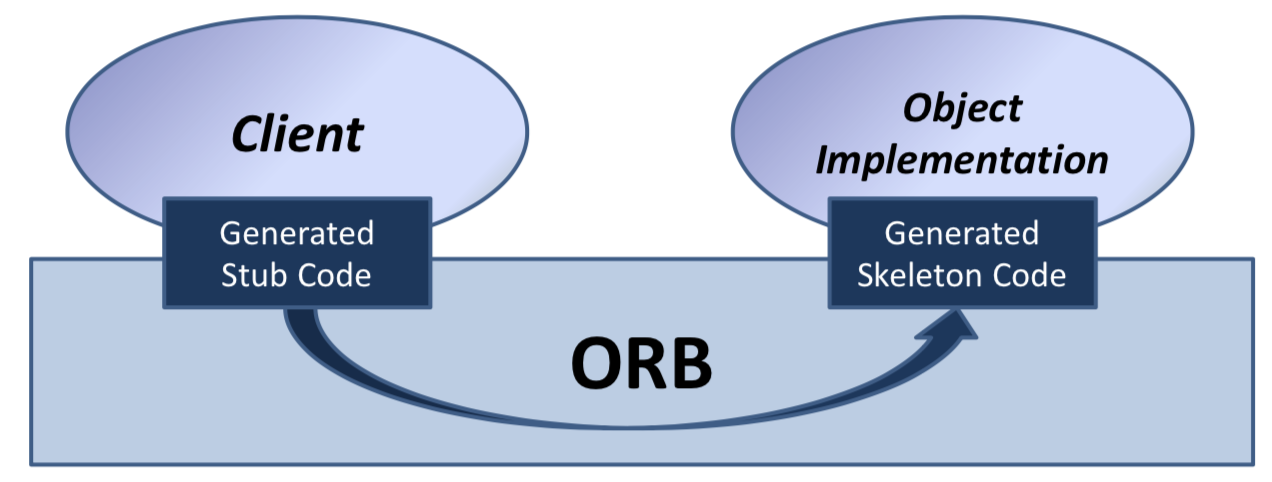 Client
Object
Implementation
Generated
Stub Code
Generated
Skeleton Code
ORB